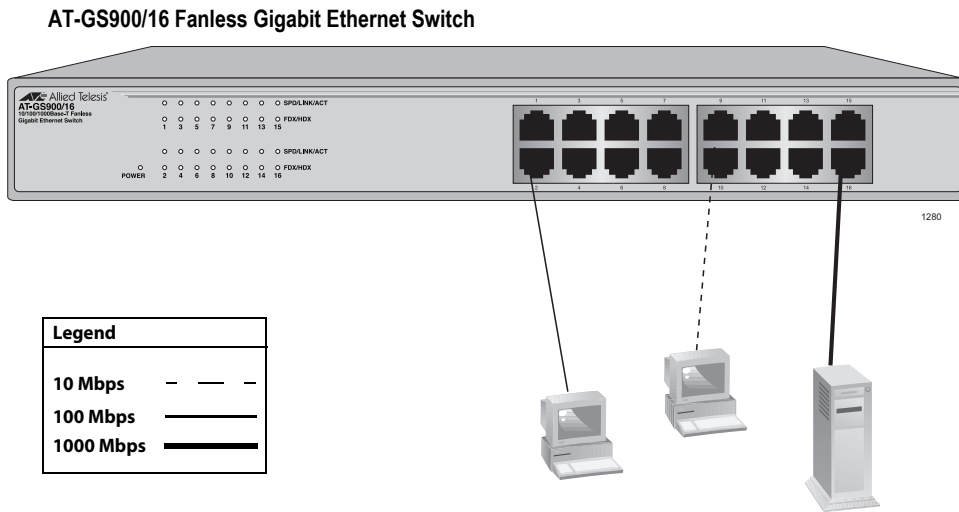 AT-GS900/16 Fanless Gigabit Ethernet Switch
Allied Telesis
AT-GS900/16
10/100/1000Base-T Fanless
Gigabit Ethernet Switch
SPD/LINK/ACT
FDX/HDX
1 3 5 7 9 11 13 15
SPD/LINK/ACT
FDX/HDX
POWER 2 4 6 8 10 12 14 16
1 3 5 7 9 11 13 15
2 4 6 8 10 12 14 16
1280
Legend
10 Mbps
100 Mbps
1000 Mbps